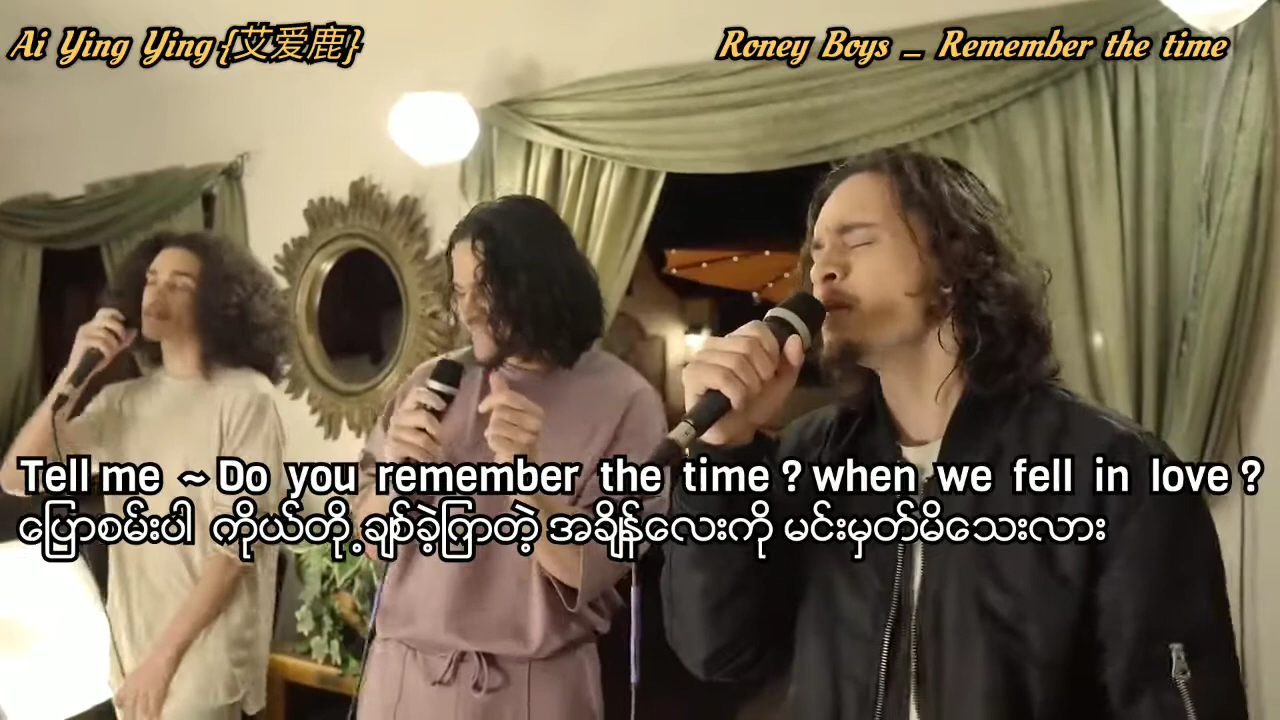 Ai Ying Ying {艾爱鹿}
Roney Boys _ Remember the time
Tell me ~ Do you remember the time ? when we fell in love ?
ပြောစမ်းပါ ကိုယ်တို့ ချစ်ခဲ့ကြာတဲ့ အချိန်လေးကို မင်းမှတ်မိသေးလား